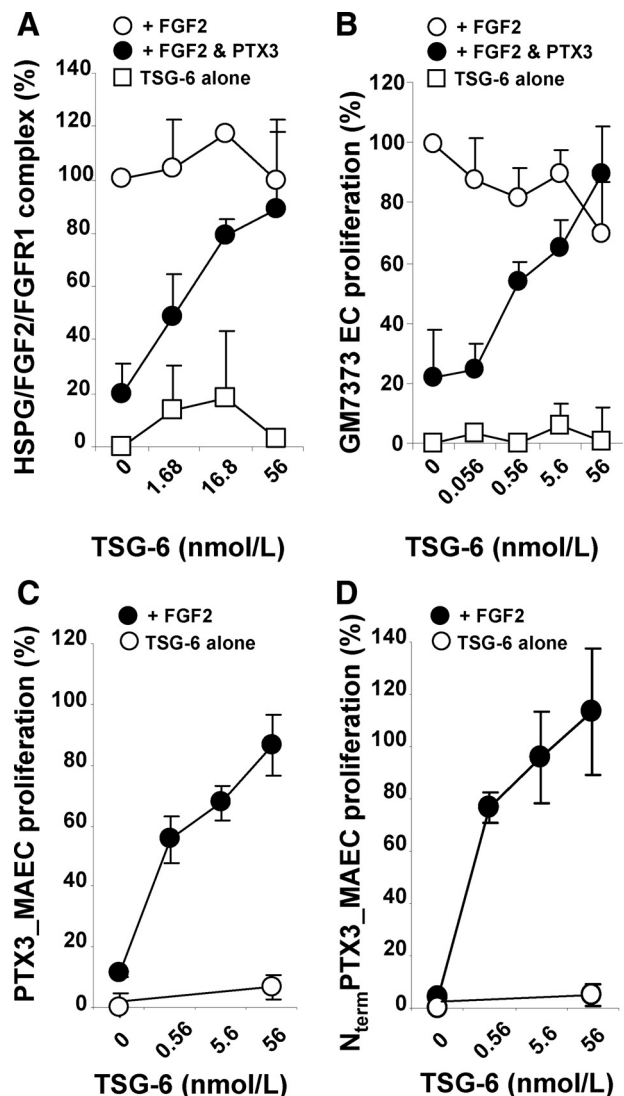 A
+ FGF2
+ FGF2 & PTX3
TSG-6 alone
HSPG/FGF2/FGFR1 complex (%)
140
120
100
80
60
40
20
0
0 1.68 16.8 56
TSG-6 (nmol/L)
B
+ FGF2
+ FGF2 & PTX3
TSG-6 alone
GM7373 EC proliferation (%)
120
100
80
60
40
20
0
0 0.056 0.56 5.6 56
TSG-6 (nmol/L)
C
+ FGF2
TSG-6 alone
PTX3_MAEC proliferation (%)
120
100
80
60
40
20
0
0 0.56 5.6 56
TSG-6 (nmol/L)
D
+ FGF2
TSG-6 alone
NtermPTX3_MAEC proliferation (%)
140
120
100
80
60
40
20
0
0 0.56 5.6 56
TSG-6 (nmol/L)